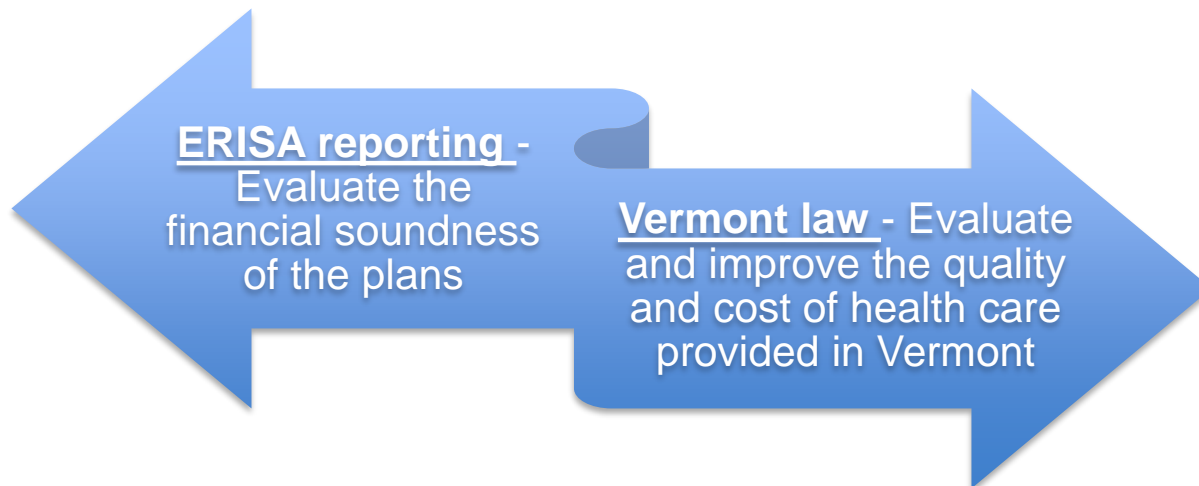 ERISA reporting -
Evaluate the
financial soundness
of the plans
Vermont law - Evaluate
and improve the quality
and cost of health care
provided in Vermont